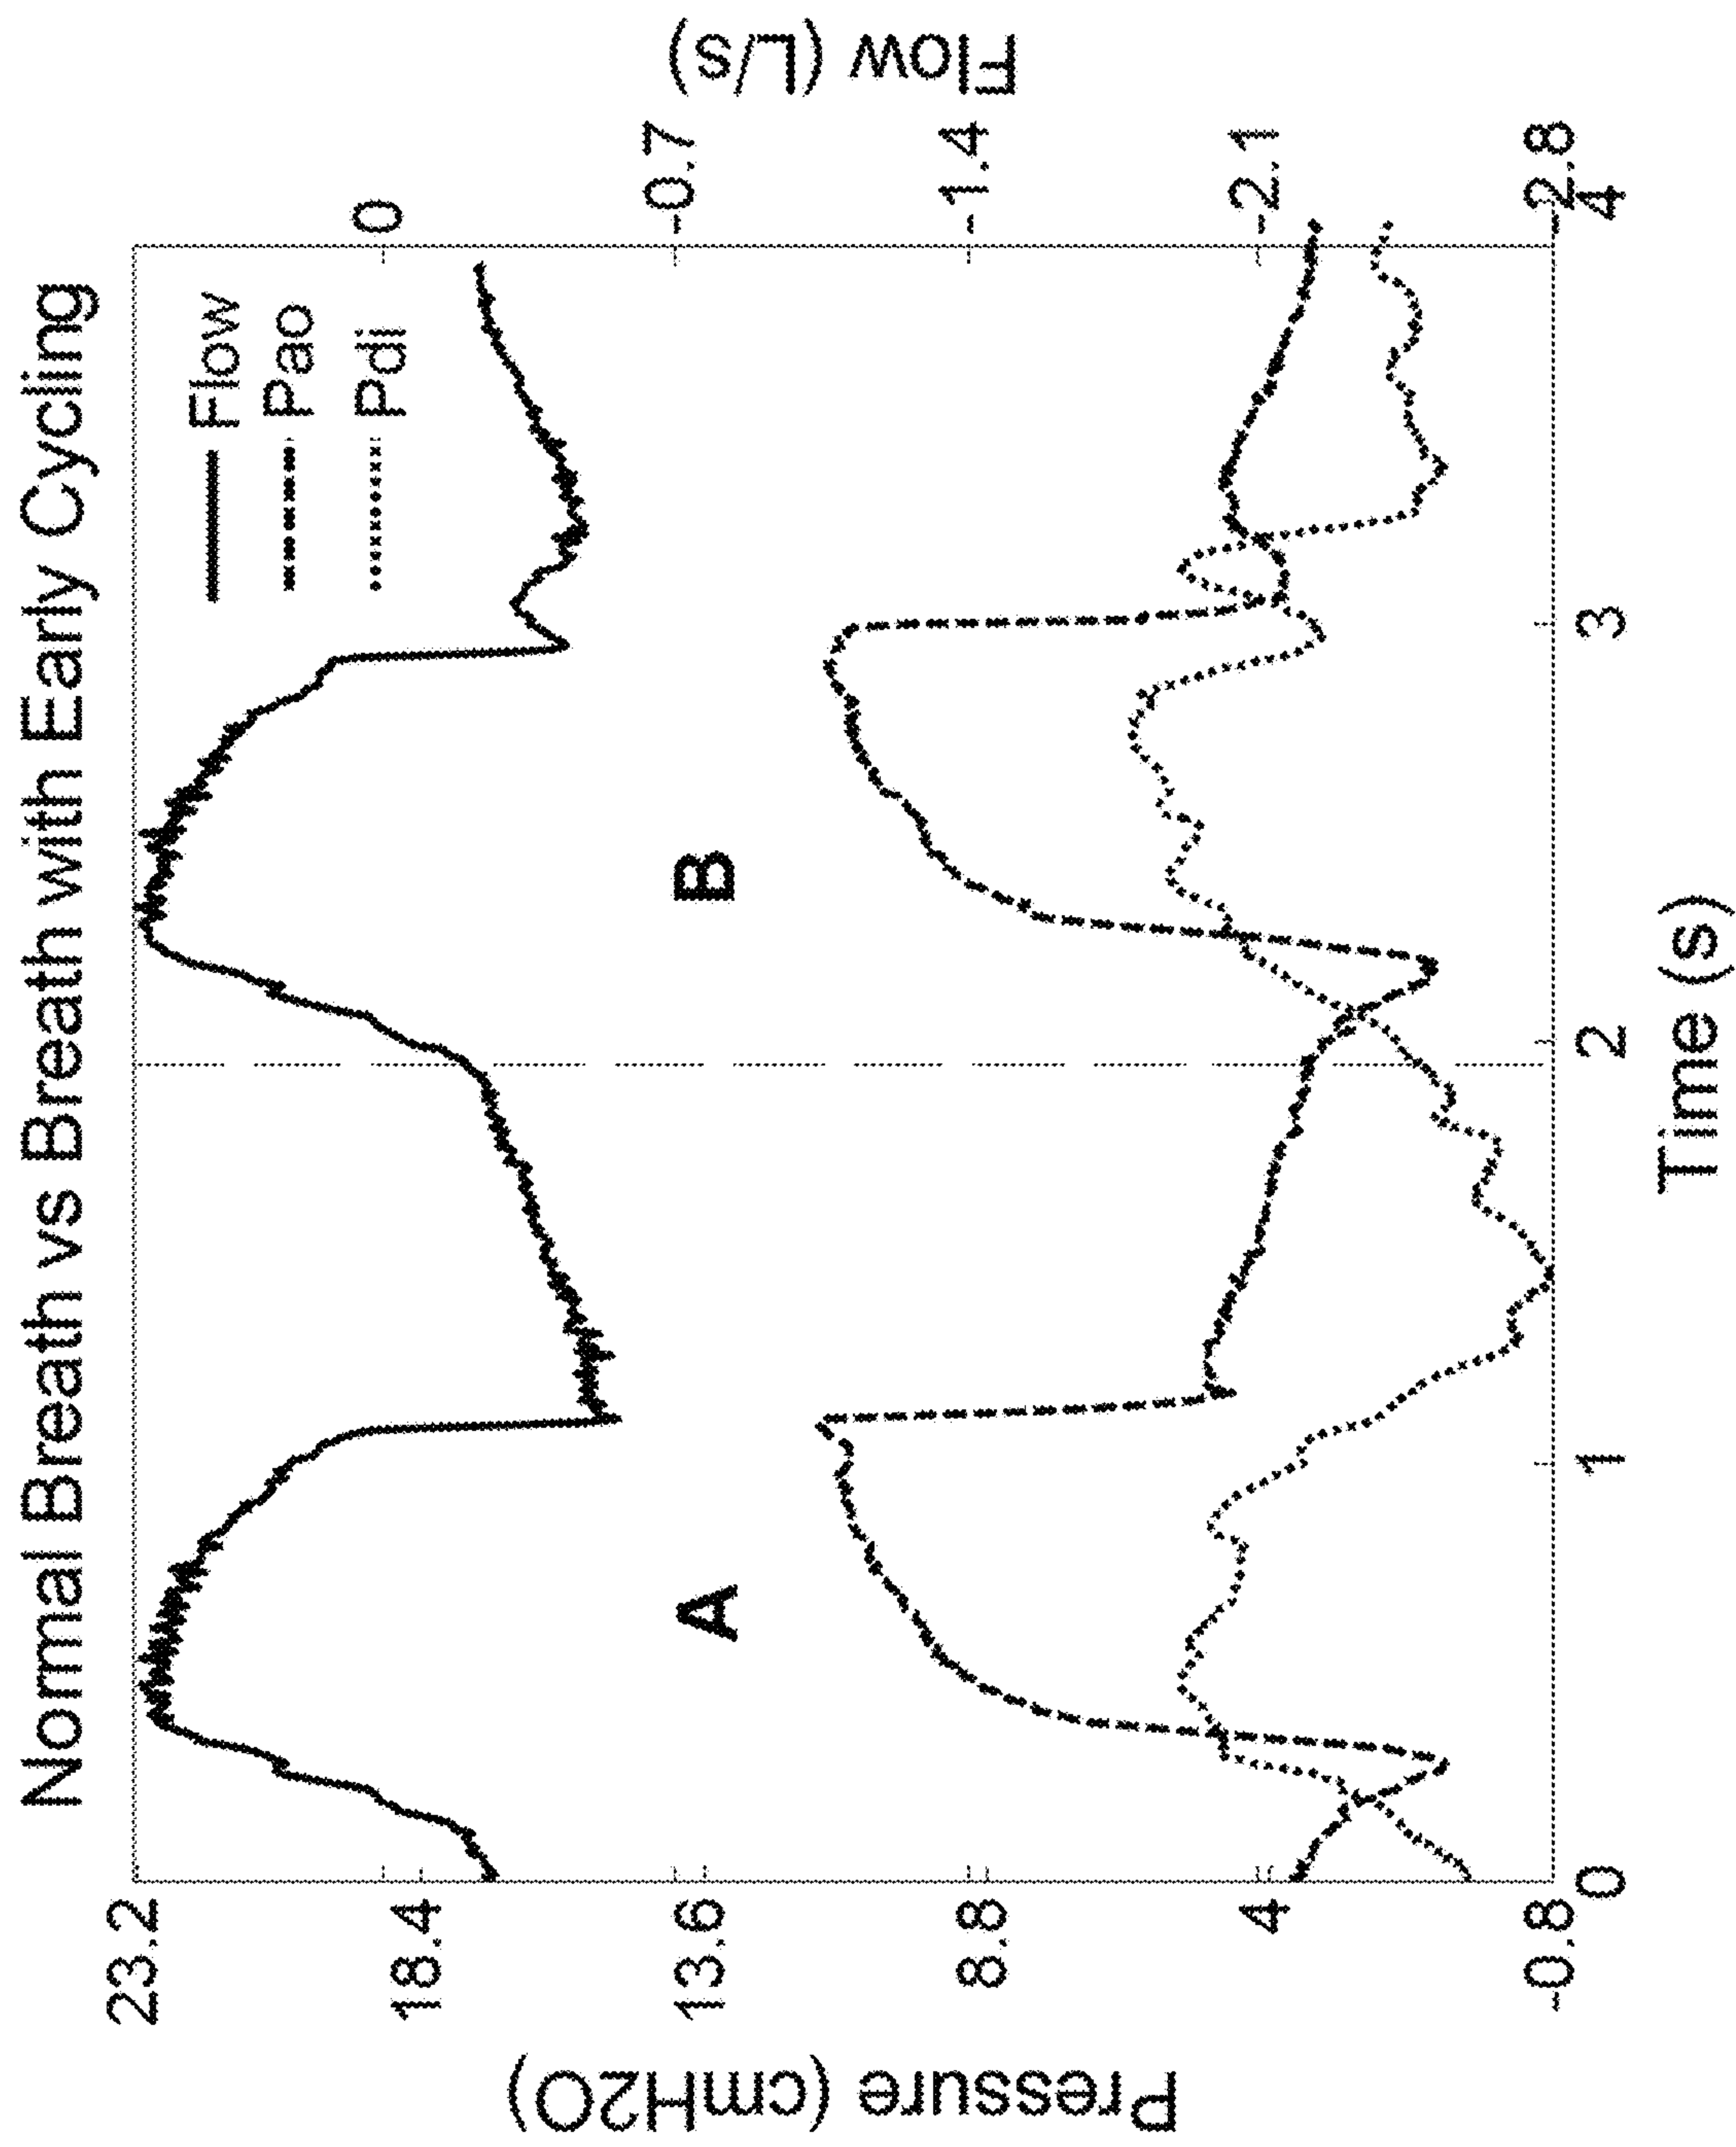 Normal Breath vs Breath with Early Cycling
Pressure (cmH2O)
23.2
18.4
13.6
8.8
4
-0.8
Flow
Pao
Pdi
A
B
0
-0.7
-1.4
-2.1
-2.8
Flow (L/s)
0
1
2
3
4
Time (s)